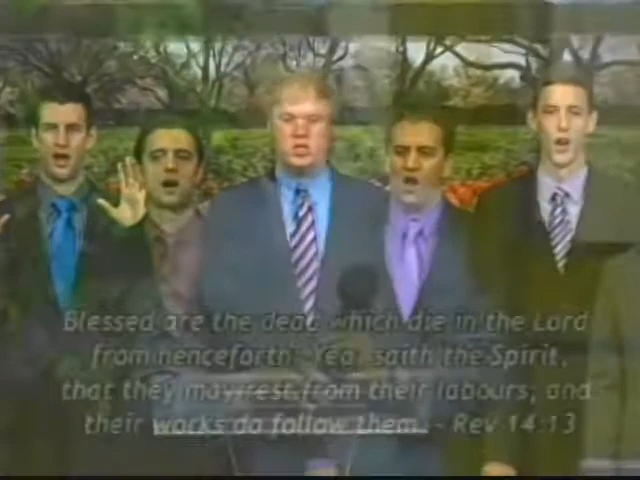 Blessed are the dead which die in the Lord
from henceforth: Yea, saith the Spirit,
that they may rest from their labours; and
their works do follow them. - Rev 14:13